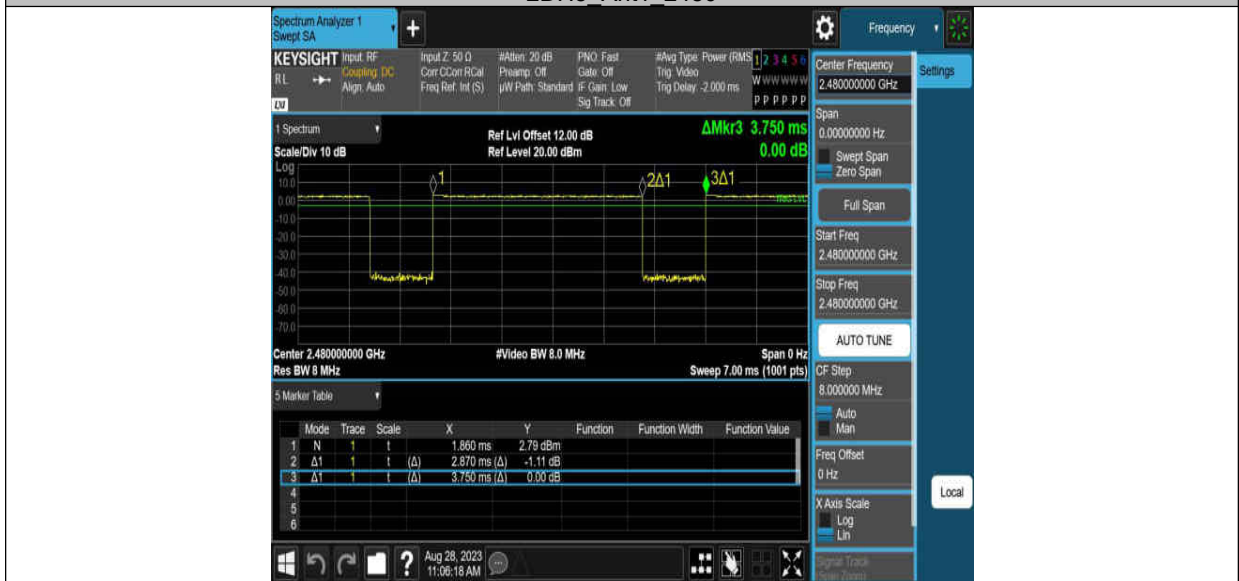 Spectrum Analyzer 1
Swept SA
+
Frequency
KEYSIGHT
RL
LXI
Input: RF
Coupling: DC
Align: Auto
Input Z: 50 Ω
Corr CCorr RCal
Freq Ref: Int (S)
#Atten: 20 dB
Preamp: Off
µW Path: Standard
PNO: Fast
Gate: Off
IF Gain: Low
Sig Track: Off
#Avg Type: Power (RMS
Trig: Video
Trig Delay: -2.000 ms
1 2 3 4 5 6
W W W W W W
P P P P P P
Center Frequency
2.480000000 GHz
Settings
1 Spectrum
Scale/Div 10 dB
Ref Lvl Offset 12.00 dB
Ref Level 20.00 dBm
ΔMkr3 3.750 ms
0.00 dB
Log
10.0
0.00
-10.0
-20.0
-30.0
-40.0
-50.0
-60.0
-70.0
1
2Δ1
3Δ1
Center 2.480000000 GHz
Res BW 8 MHz
#Video BW 8.0 MHz
Span 0 Hz
Sweep 7.00 ms (1001 pts)
Span
0.00000000 Hz
Swept Span
Zero Span
Full Span
Start Freq
2.480000000 GHz
Stop Freq
2.480000000 GHz
AUTO TUNE
CF Step
8.000000 MHz
Auto
Man
Freq Offset
0 Hz
X Axis Scale
Log
Lin
Signal Track
(Span Zoom)
Local
5 Marker Table
Mode Trace Scale X Y Function Function Width Function Value
1 N 1 t 1.860 ms 2.79 dBm
2 Δ1 1 t (Δ) 2.870 ms (Δ) -1.11 dB
3 Δ1 1 t (Δ) 3.750 ms (Δ) 0.00 dB
4
5
6
?
Aug 28, 2023
11:06:18 AM